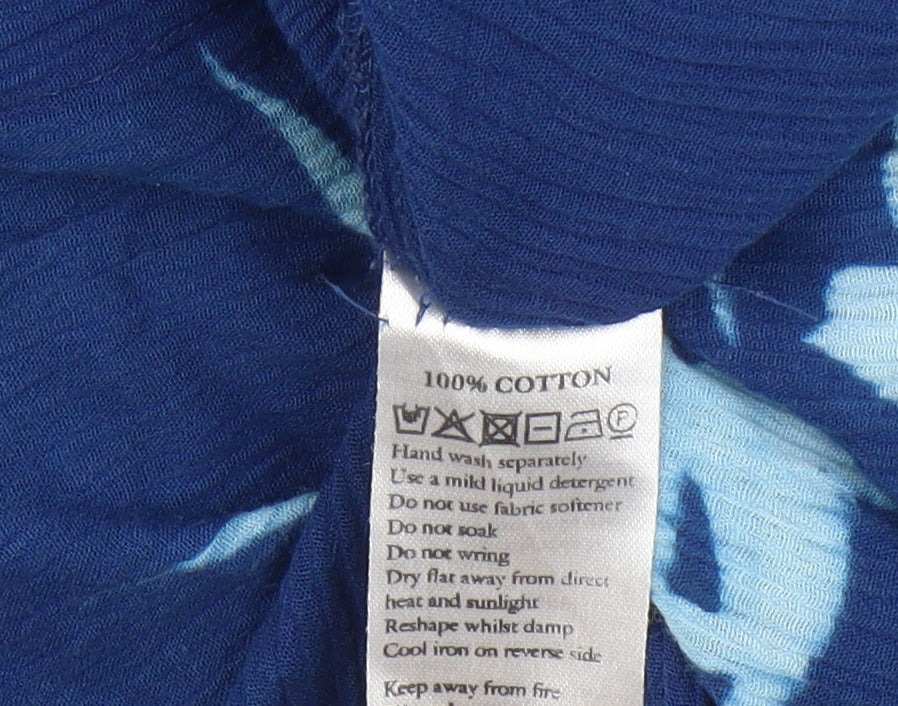 100% COTTON
P
Hand wash separately
Use a mild liquid detergent
Do not use fabric softener
Do not soak
Do not wring
Dry flat away from direct
heat and sunlight
Reshape whilst damp
Cool iron on reverse side
Keep away from fire